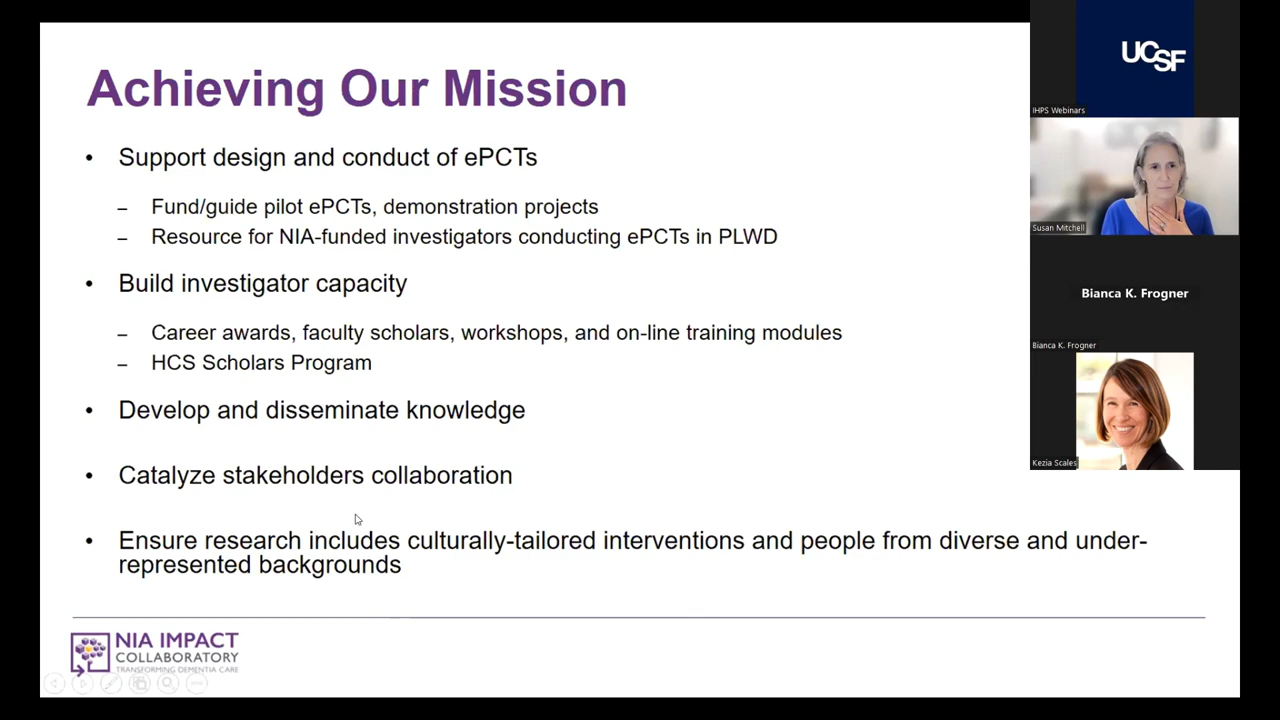 Achieving Our Mission
• Support design and conduct of ePCTs
– Fund/guide pilot ePCTs, demonstration projects
– Resource for NIA-funded investigators conducting ePCTs in PLWD
• Build investigator capacity
– Career awards, faculty scholars, workshops, and on-line training modules
– HCS Scholars Program
• Develop and disseminate knowledge
• Catalyze stakeholders collaboration
• Ensure research includes culturally-tailored interventions and people from diverse and under-
represented backgrounds
NIA IMPACT
COLLABORATORY
TRANSFORMING DEMENTIA CARE
UCSF
IHPS Webinars
Susan Mitchell
Bianca K. Frogner
Bianca K. Frogner
Kezia Scales